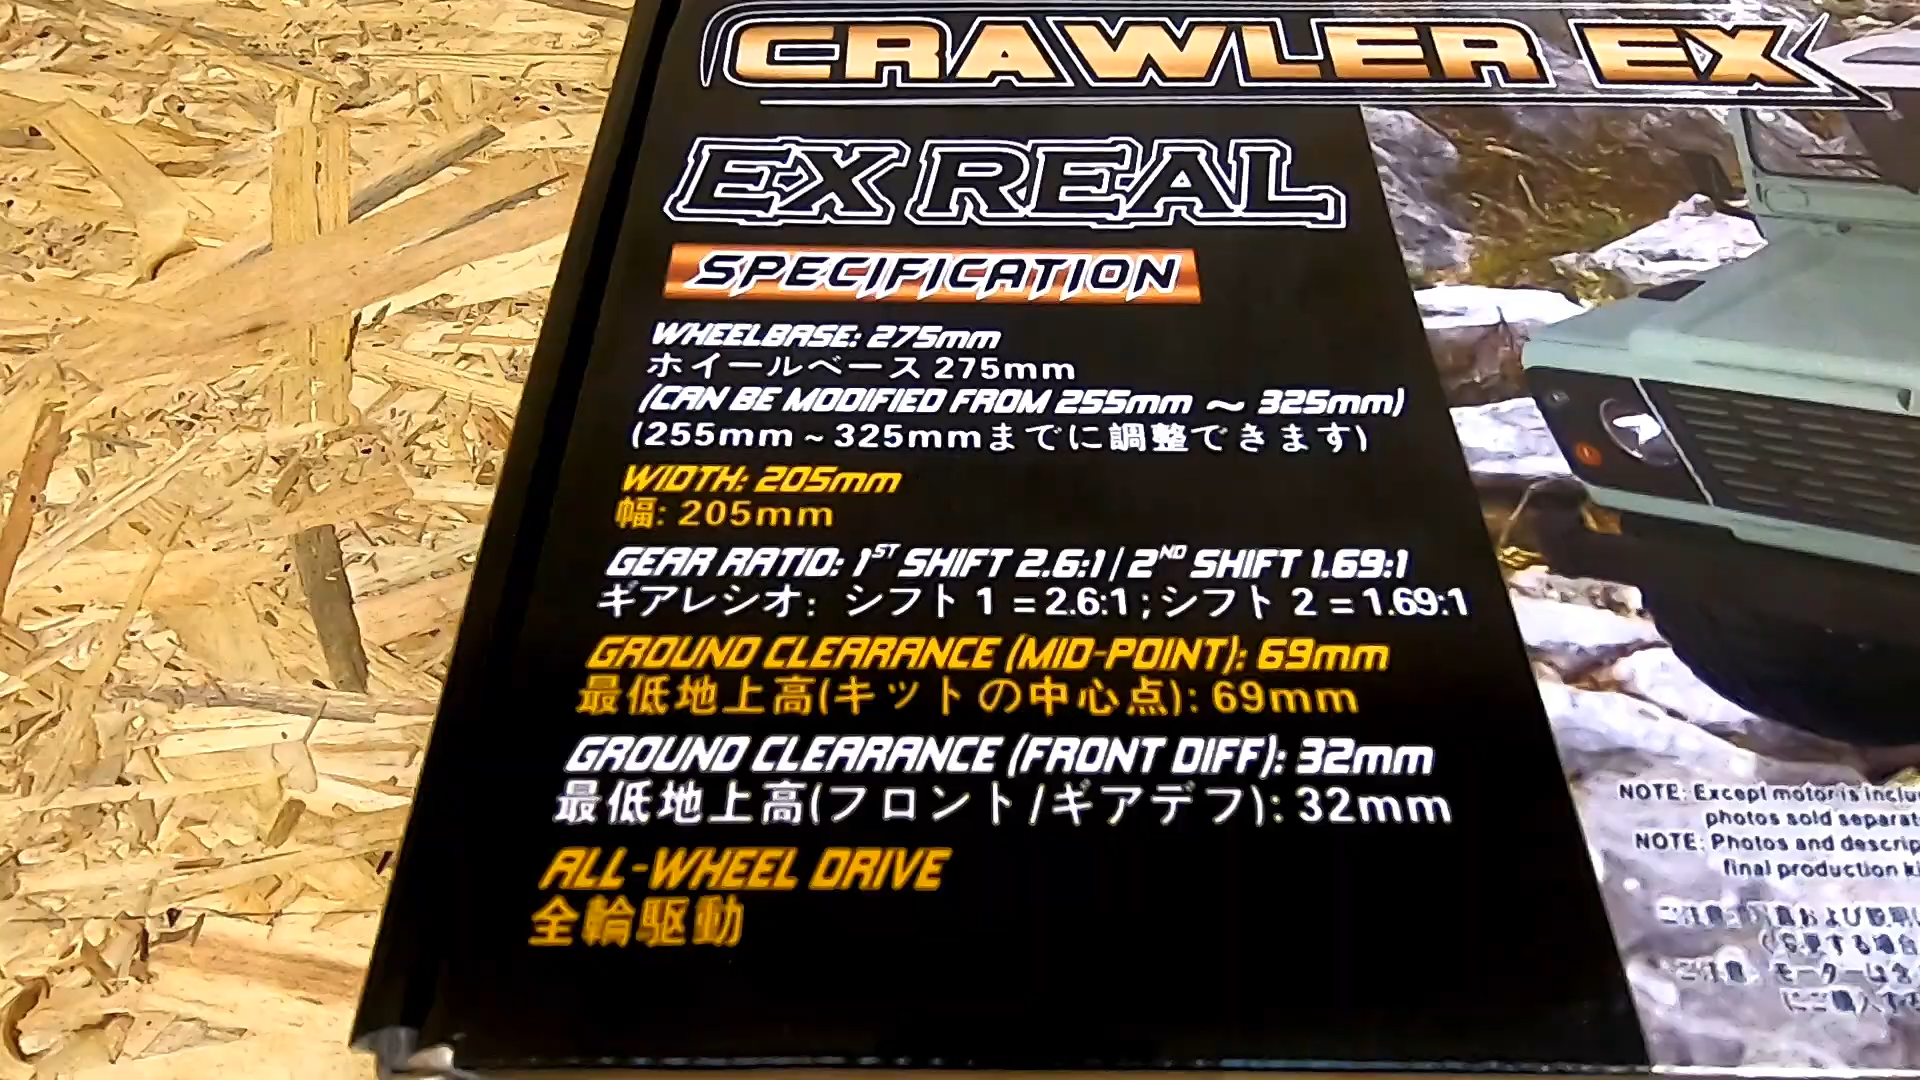 CRAWLER EX
EX REAL
SPECIFICATION
WHEELBASE: 275mm
ホイールベース 275mm
(CAN BE MODIFIED FROM 255mm ～ 325mm)
(255mm~325mmまでに調整できます)
WIDTH: 205mm
幅: 205mm
GEAR RATIO: 1ST SHIFT 2.6:1 / 2ND SHIFT 1.69:1
ギアレシオ: シフト 1 =2.6:1 ;シフト 2 =1.69:1
GROUND CLEARANCE (MID-POINT): 69mm
最低地上高(キットの中心点): 69mm
GROUND CLEARANCE (FRONT DIFF): 32mm
最低地上高(フロント/ギアデフ): 32mm
ALL-WHEEL DRIVE
全輪駆動
NOTE: Except motor is
photos sold
NOTE: Photos and
final production